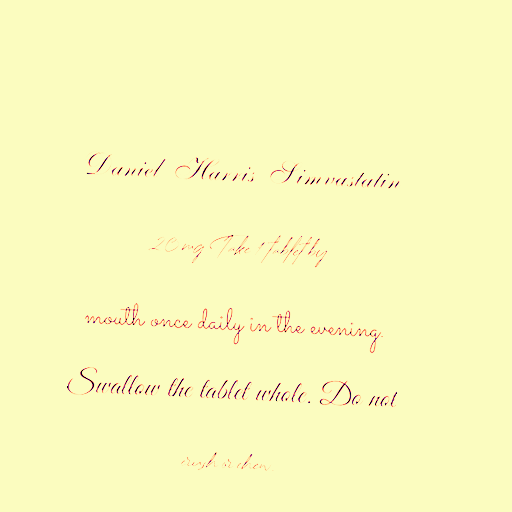 Daniel Harris Simvastatin
20 mg Take 1 tablet by
mouth once daily in the evening.
Swallow the tablet whole. Do not
crush or chew.